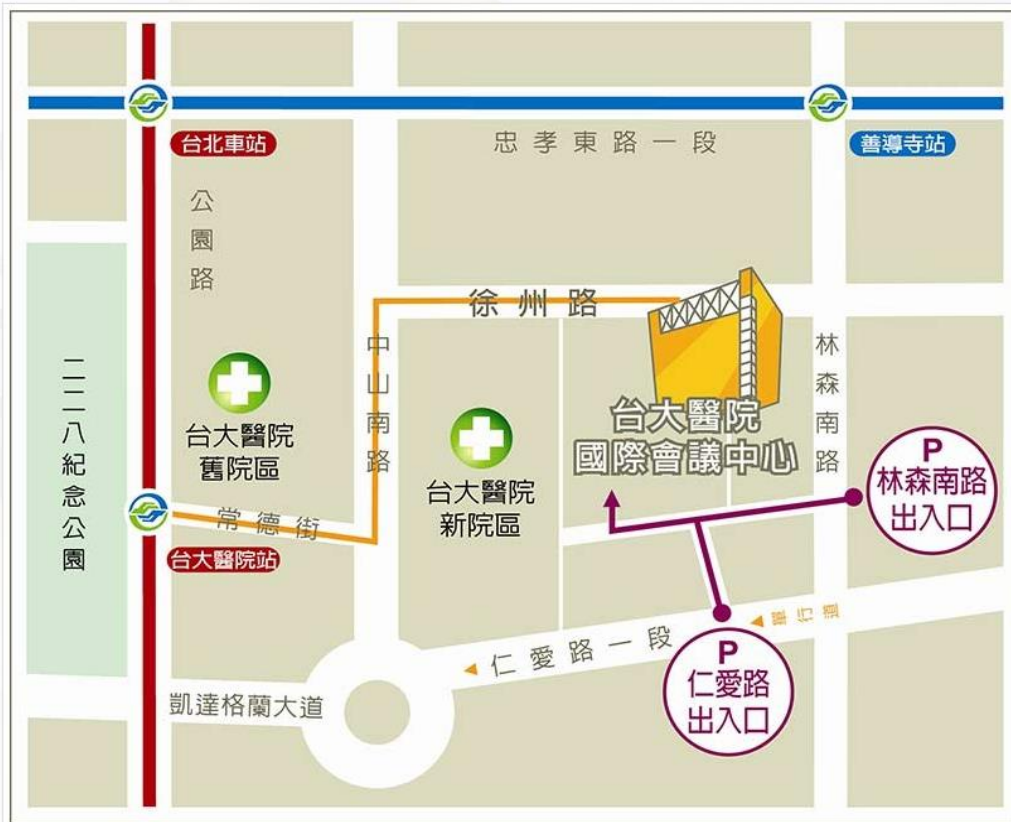 台北車站
忠孝東路一段
善導寺站
公園路
徐州路
中山南路
林森南路
二二八紀念公園
台大醫院
舊院區
台大醫院
新院區
台大醫院
國際會議中心
P
林森南路
出入口
常德街
台大醫院站
單行道
仁愛路一段
P
仁愛路
出入口
凱達格蘭大道